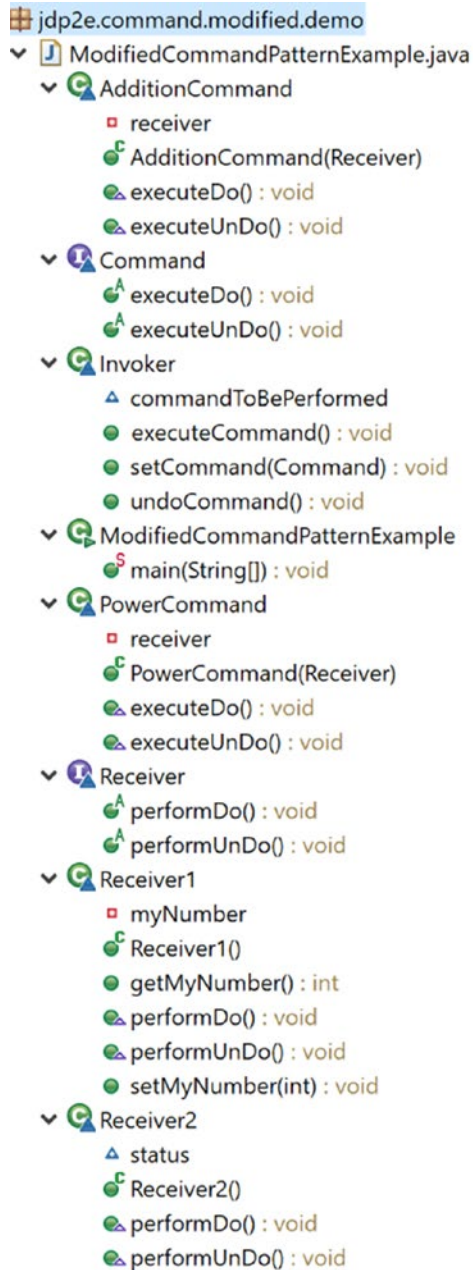 jdp2e.command.modified.demo
ModifiedCommandPatternExample.java
AdditionCommand
receiver
AdditionCommand(Receiver)
executeDo() : void
executeUnDo() : void
Command
executeDo() : void
executeUnDo() : void
Invoker
commandToBePerformed
executeCommand() : void
setCommand(Command) : void
undoCommand() : void
ModifiedCommandPatternExample
main(String[]) : void
PowerCommand
receiver
PowerCommand(Receiver)
executeDo() : void
executeUnDo() : void
Receiver
performDo() : void
performUnDo() : void
Receiver1
myNumber
Receiver1()
getMyNumber() : int
performDo() : void
performUnDo() : void
setMyNumber(int) : void
Receiver2
status
Receiver2()
performDo() : void
performUnDo() : void